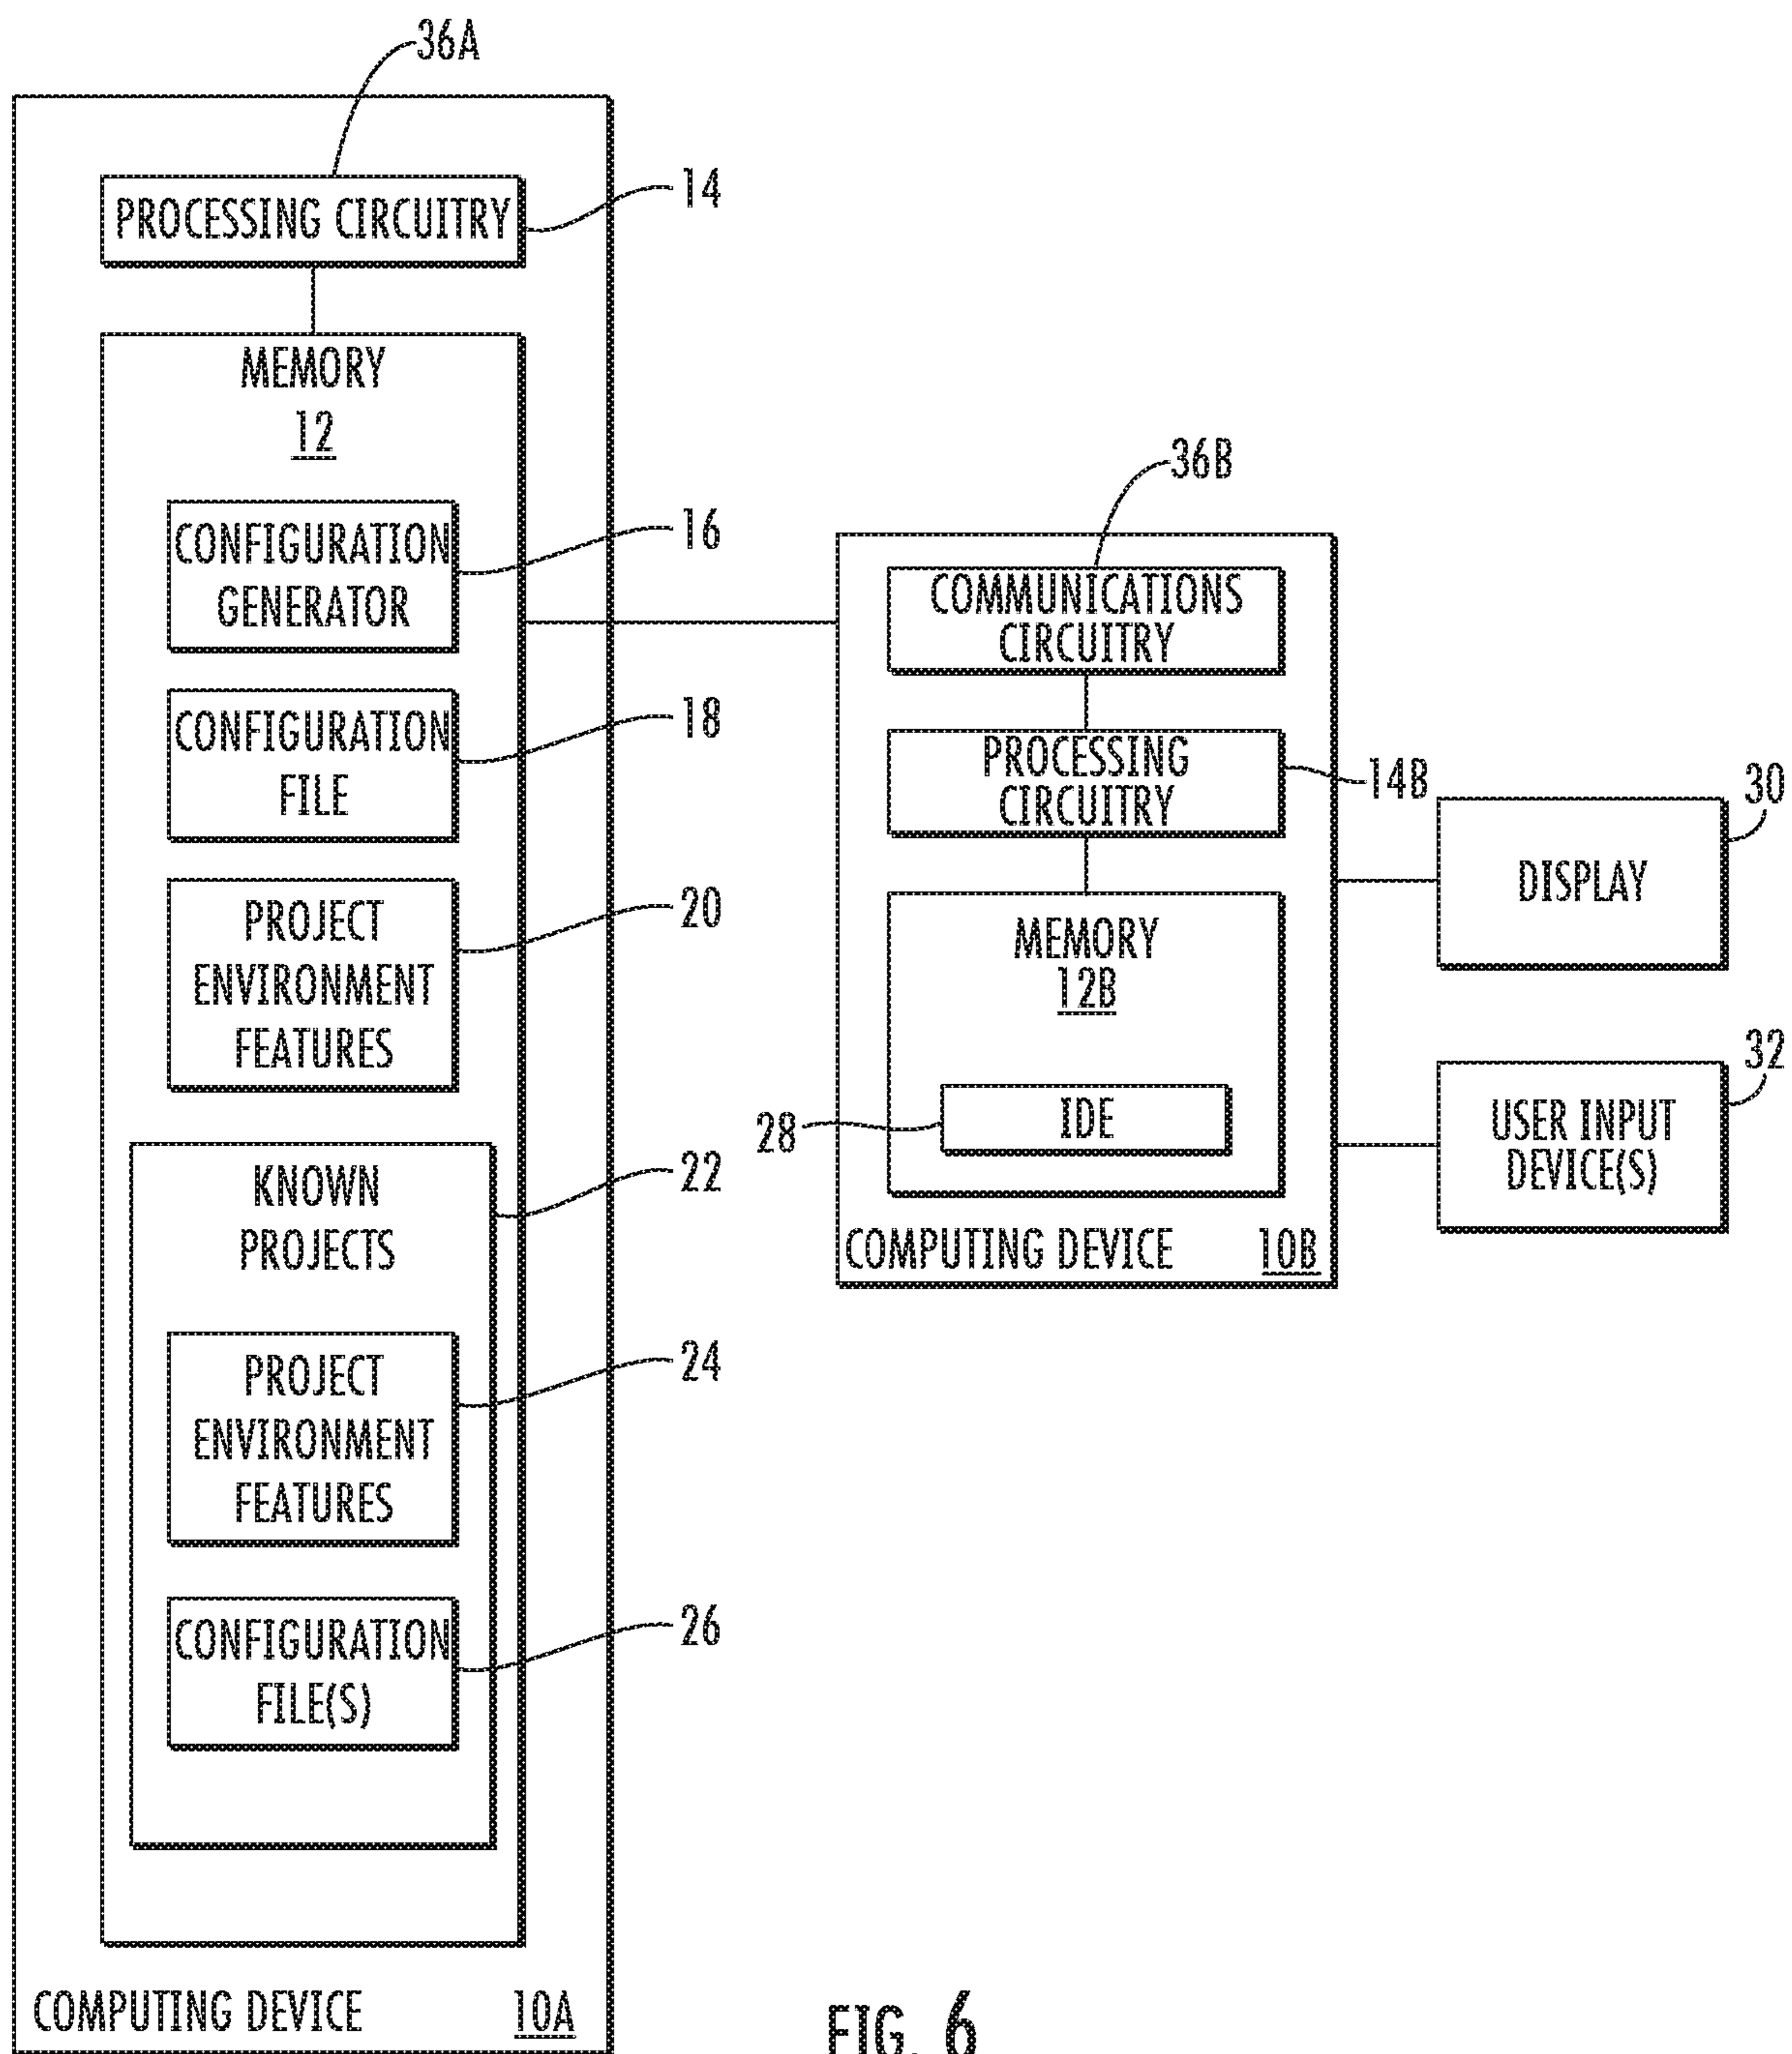 36A
PROCESSING CIRCUITRY
14
MEMORY
12
CONFIGURATION
GENERATOR
16
CONFIGURATION
FILE
18
PROJECT
ENVIRONMENT
FEATURES
20
KNOWN
PROJECTS
22
PROJECT
ENVIRONMENT
FEATURES
24
CONFIGURATION
FILE(S)
26
COMPUTING DEVICE 10A
36B
COMMUNICATIONS
CIRCUITRY
PROCESSING
CIRCUITRY
14B
MEMORY
12B
28
IDE
COMPUTING DEVICE 10B
30
DISPLAY
32
USER INPUT
DEVICE(S)
FIG. 6